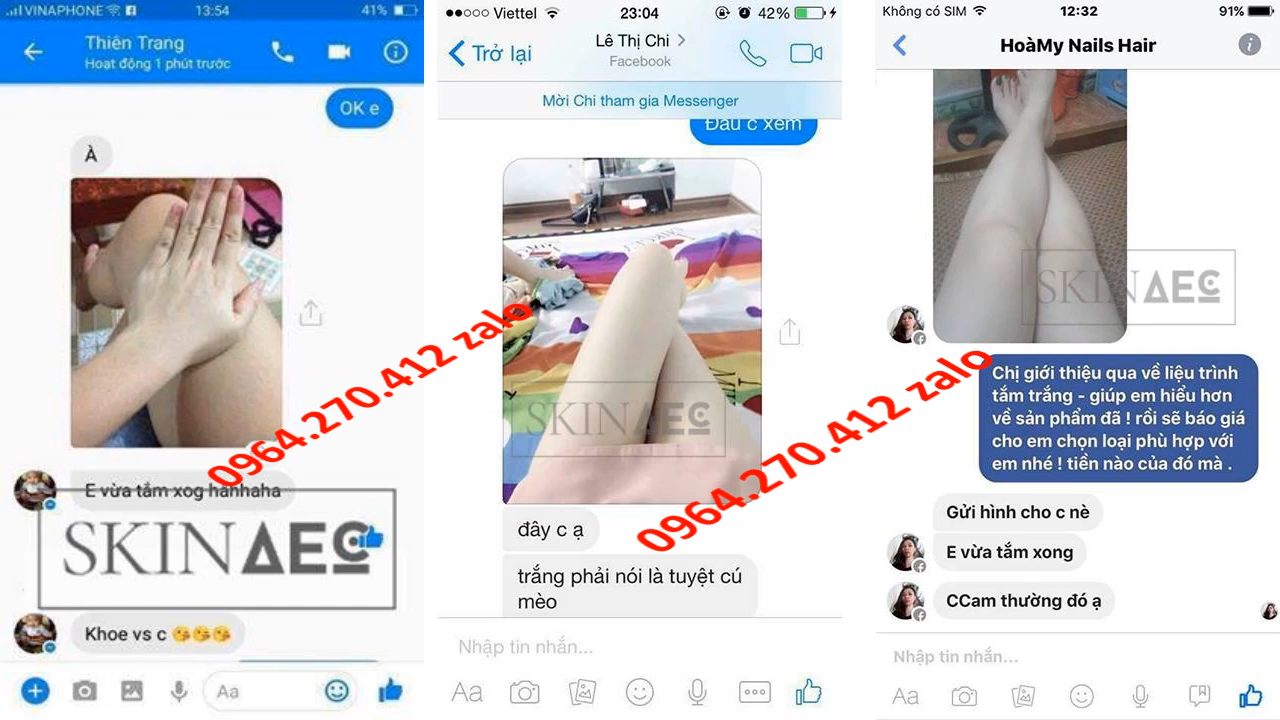 VINAPHONE 13:54 41%
Thiên Trang
Hoạt động 1 phút trước
OK e
À
E vừa tắm xog hahhaha
SKINAEC
Khoe vs c 😘😘😘
Aa
Viettel 23:04 42%
Trở lại
Lê Thị Chi
Facebook
Mời Chi tham gia Messenger
Đâu c xem
SKINAEC
đây c ạ
trắng phải nói là tuyệt cú
mèo
Nhập tin nhắn...
Aa
Không có SIM 12:32 91%
HoàMy Nails Hair
SKINAEC
Chị giới thiệu qua về liệu trình
tắm trắng - giúp em hiểu hơn
về sản phẩm đã ! rồi sẽ báo giá
cho em chọn loại phù hợp với
em nhé ! tiền nào của đó mà .
Gửi hình cho c nè
E vừa tắm xong
CCam thường đó ạ
Nhập tin nhắn...
Aa
0964.270.412 zalo
0964.270.412 zalo